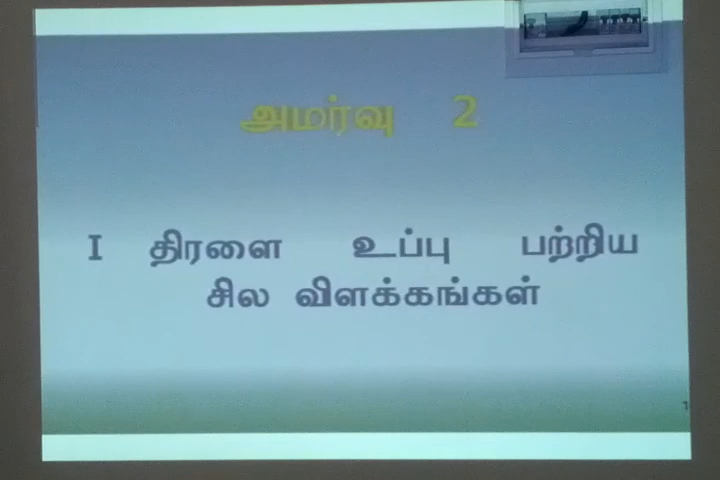 அமர்வு 2
I திரளை உப்பு பற்றிய
சில விளக்கங்கள்